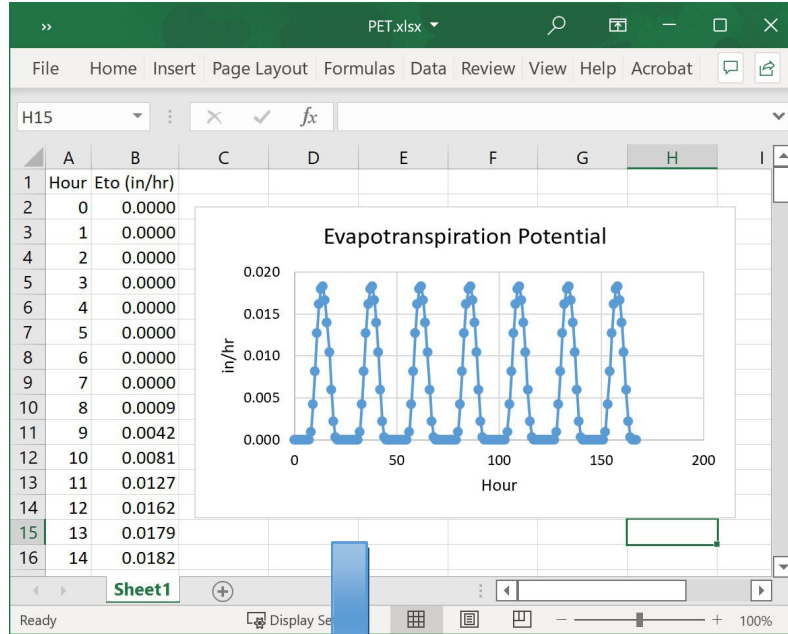 PET.xlsx
File Home Insert Page Layout Formulas Data Review View Help Acrobat
H15 fx
A B C D E F G H I
1 Hour Eto (in/hr)
2 0 0.0000
3 1 0.0000
4 2 0.0000
5 3 0.0000
6 4 0.0000
7 5 0.0000
8 6 0.0000
9 7 0.0000
10 8 0.0009
11 9 0.0042
12 10 0.0081
13 11 0.0127
14 12 0.0162
15 13 0.0179
16 14 0.0182
Evapotranspiration Potential
0.020
0.015
0.010
0.005
0.000
in/hr
0 50 100 150 200
Hour
Sheet1
Ready Display Se 100%